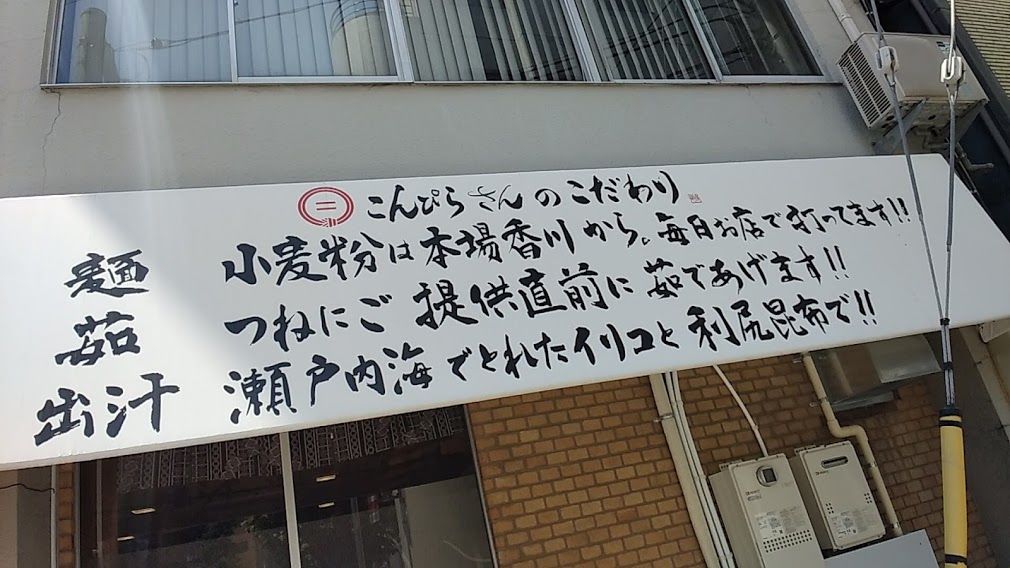 二 こんぴらさんのこだわり
麺 小麦粉は本場香川から。毎日お店で打ってます!!
茹 つねにご提供直前に茹であげます!!
出汁 瀬戸内海でとれたイリコと利尻昆布で!!